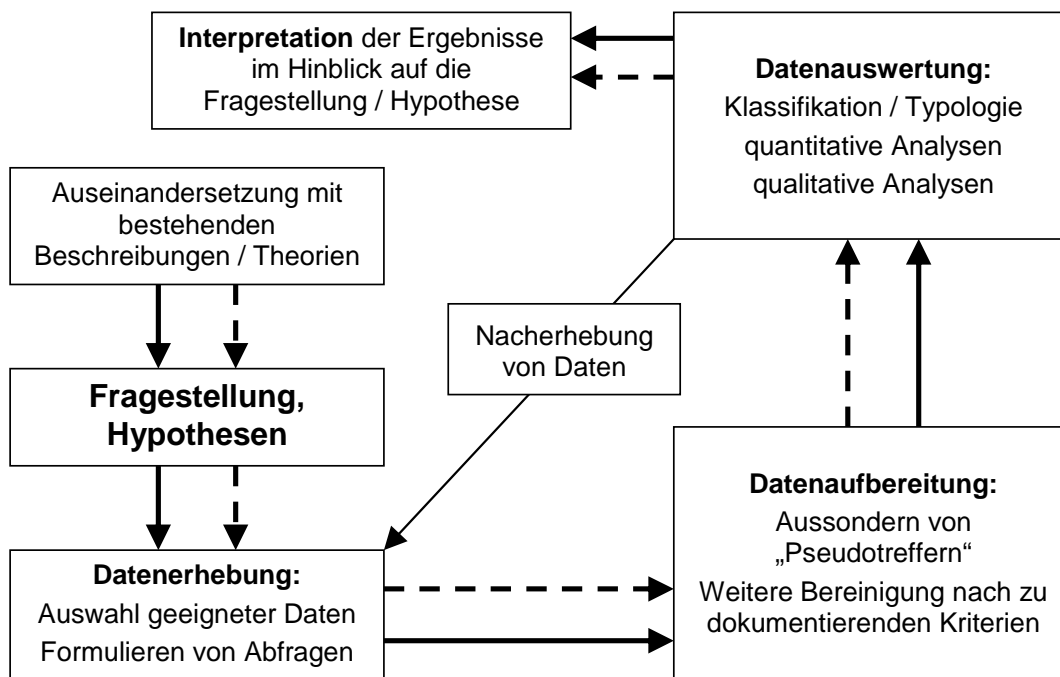 Interpretation der Ergebnisse
im Hinblick auf die
Fragestellung / Hypothese
Datenauswertung:
Klassifikation / Typologie
quantitative Analysen
qualitative Analysen
Auseinandersetzung mit
bestehenden
Beschreibungen / Theorien
Nacherhebung
von Daten
Fragestellung,
Hypothesen
Datenerhebung:
Auswahl geeigneter Daten
Formulieren von Abfragen
Datenaufbereitung:
Aussondern von
„Pseudotreffern“
Weitere Bereinigung nach zu
dokumentierenden Kriterien